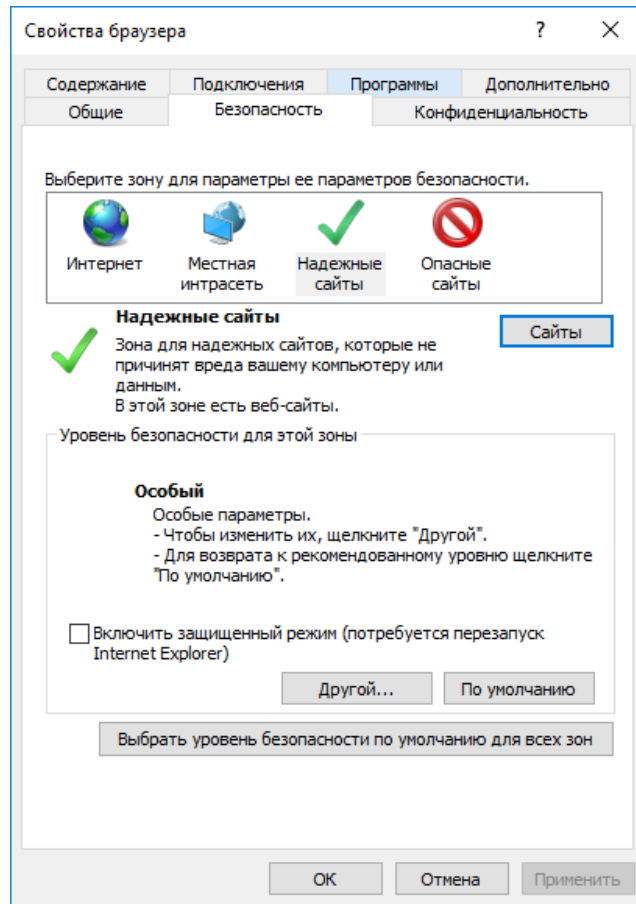 Свойства браузера ?
Содержание Подключения Программы Дополнительно
Общие Безопасность Конфиденциальность
Выберите зону для параметры ее параметров безопасности.
Интернет Местная интрасеть Надежные сайты Опасные сайты
Надежные сайты
Сайты
Зона для надежных сайтов, которые не
причинят вреда вашему компьютеру или
данным.
В этой зоне есть веб-сайты.
Уровень безопасности для этой зоны
Особый
Особые параметры.
- Чтобы изменить их, щелкните "Другой".
- Для возврата к рекомендованному уровню щелкните
"По умолчанию".
Включить защищенный режим (потребуется перезапуск
Internet Explorer)
Другой... По умолчанию
Выбрать уровень безопасности по умолчанию для всех зон
ОК Отмена Применить